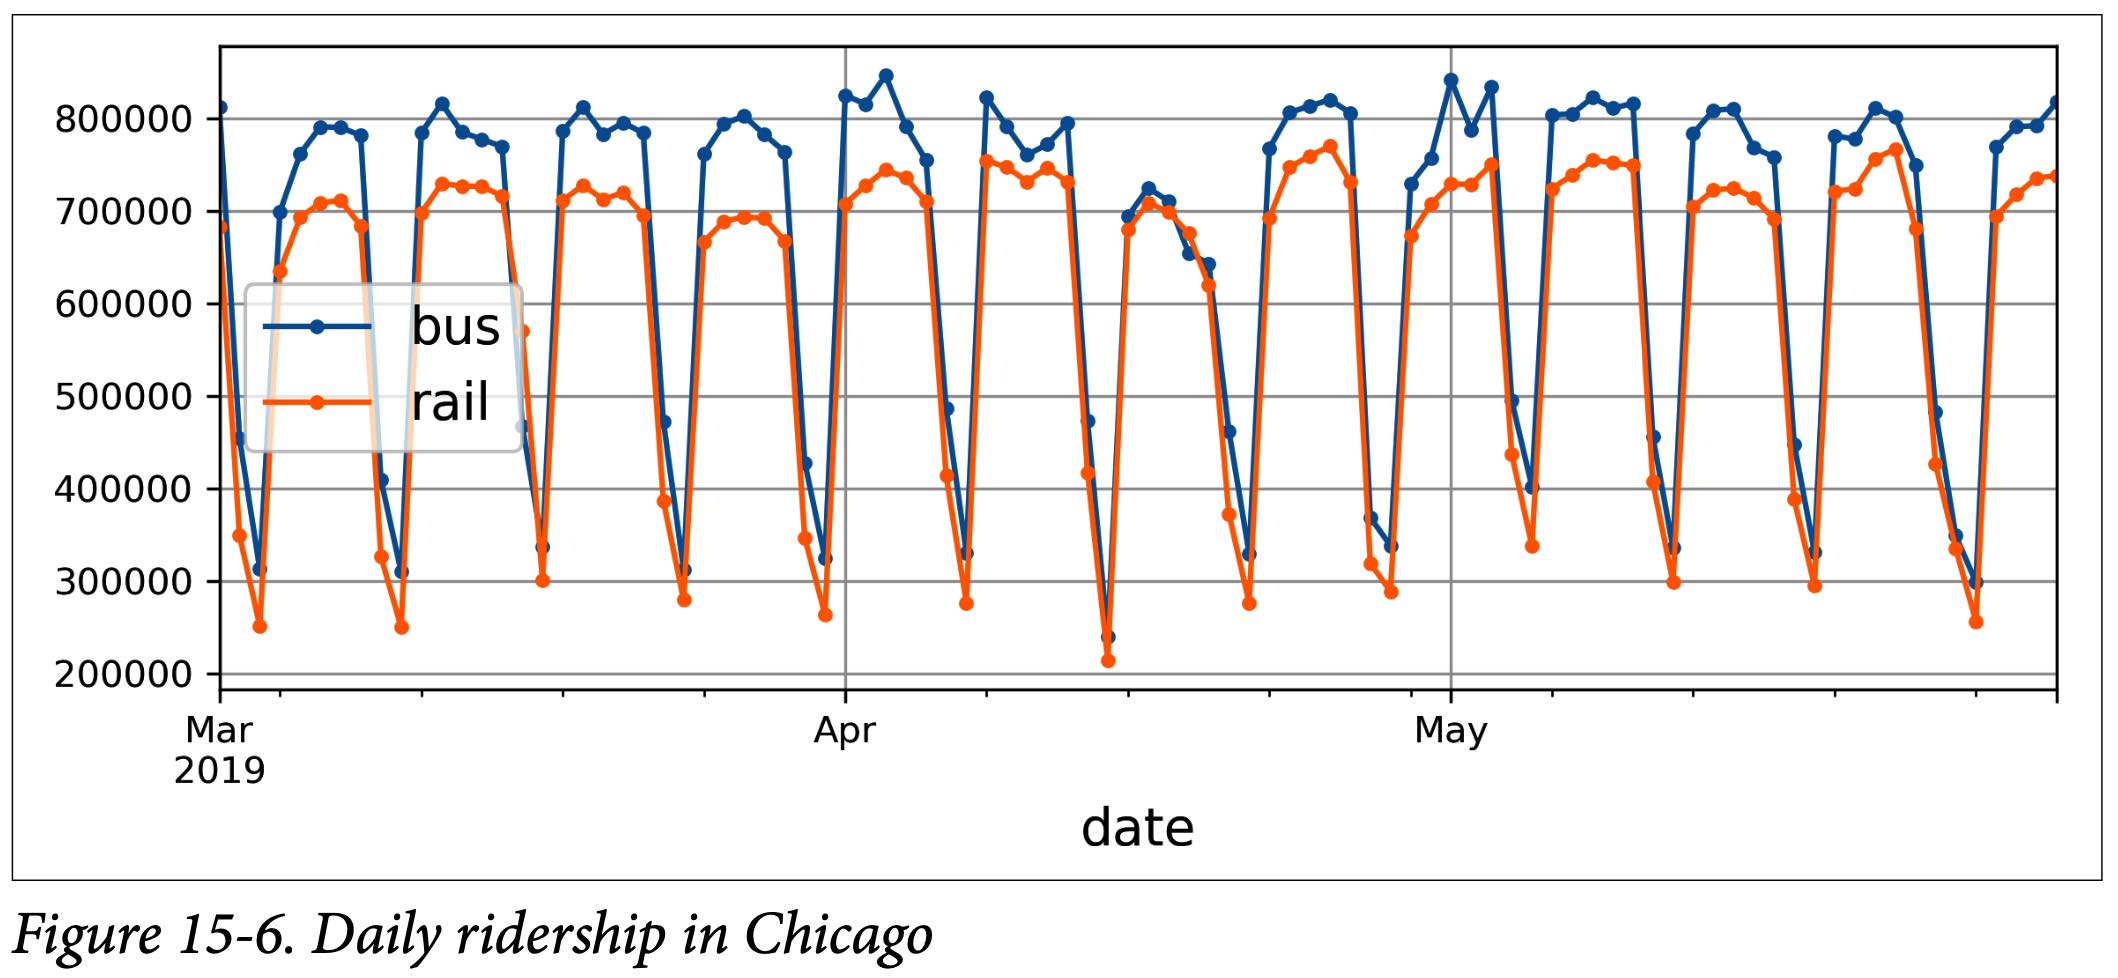 800000
700000
600000
500000
400000
300000
200000
bus
rail
Mar
2019
Apr
May
date
Figure 15-6. Daily ridership in Chicago